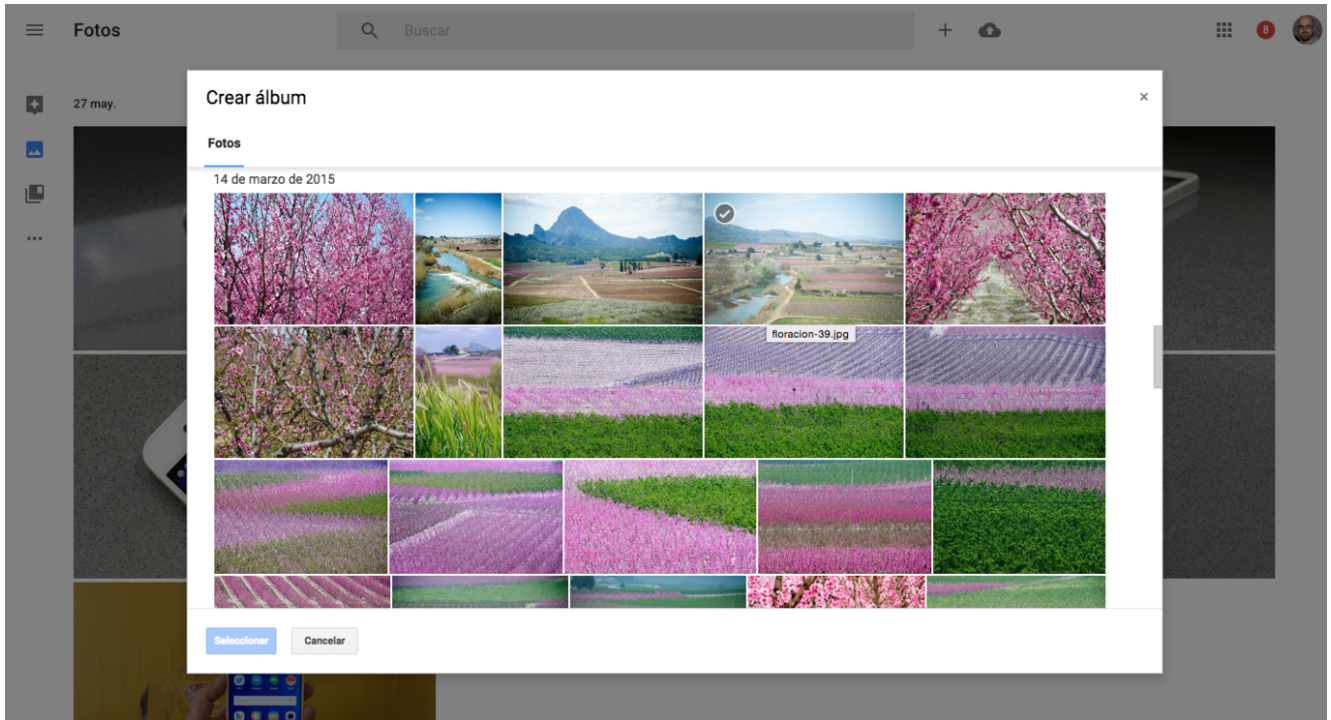 Fotos
Buscar
8
27 may.
Crear álbum
×
Fotos
14 de marzo de 2015
floracion-39.jpg
Seleccionar
Cancelar